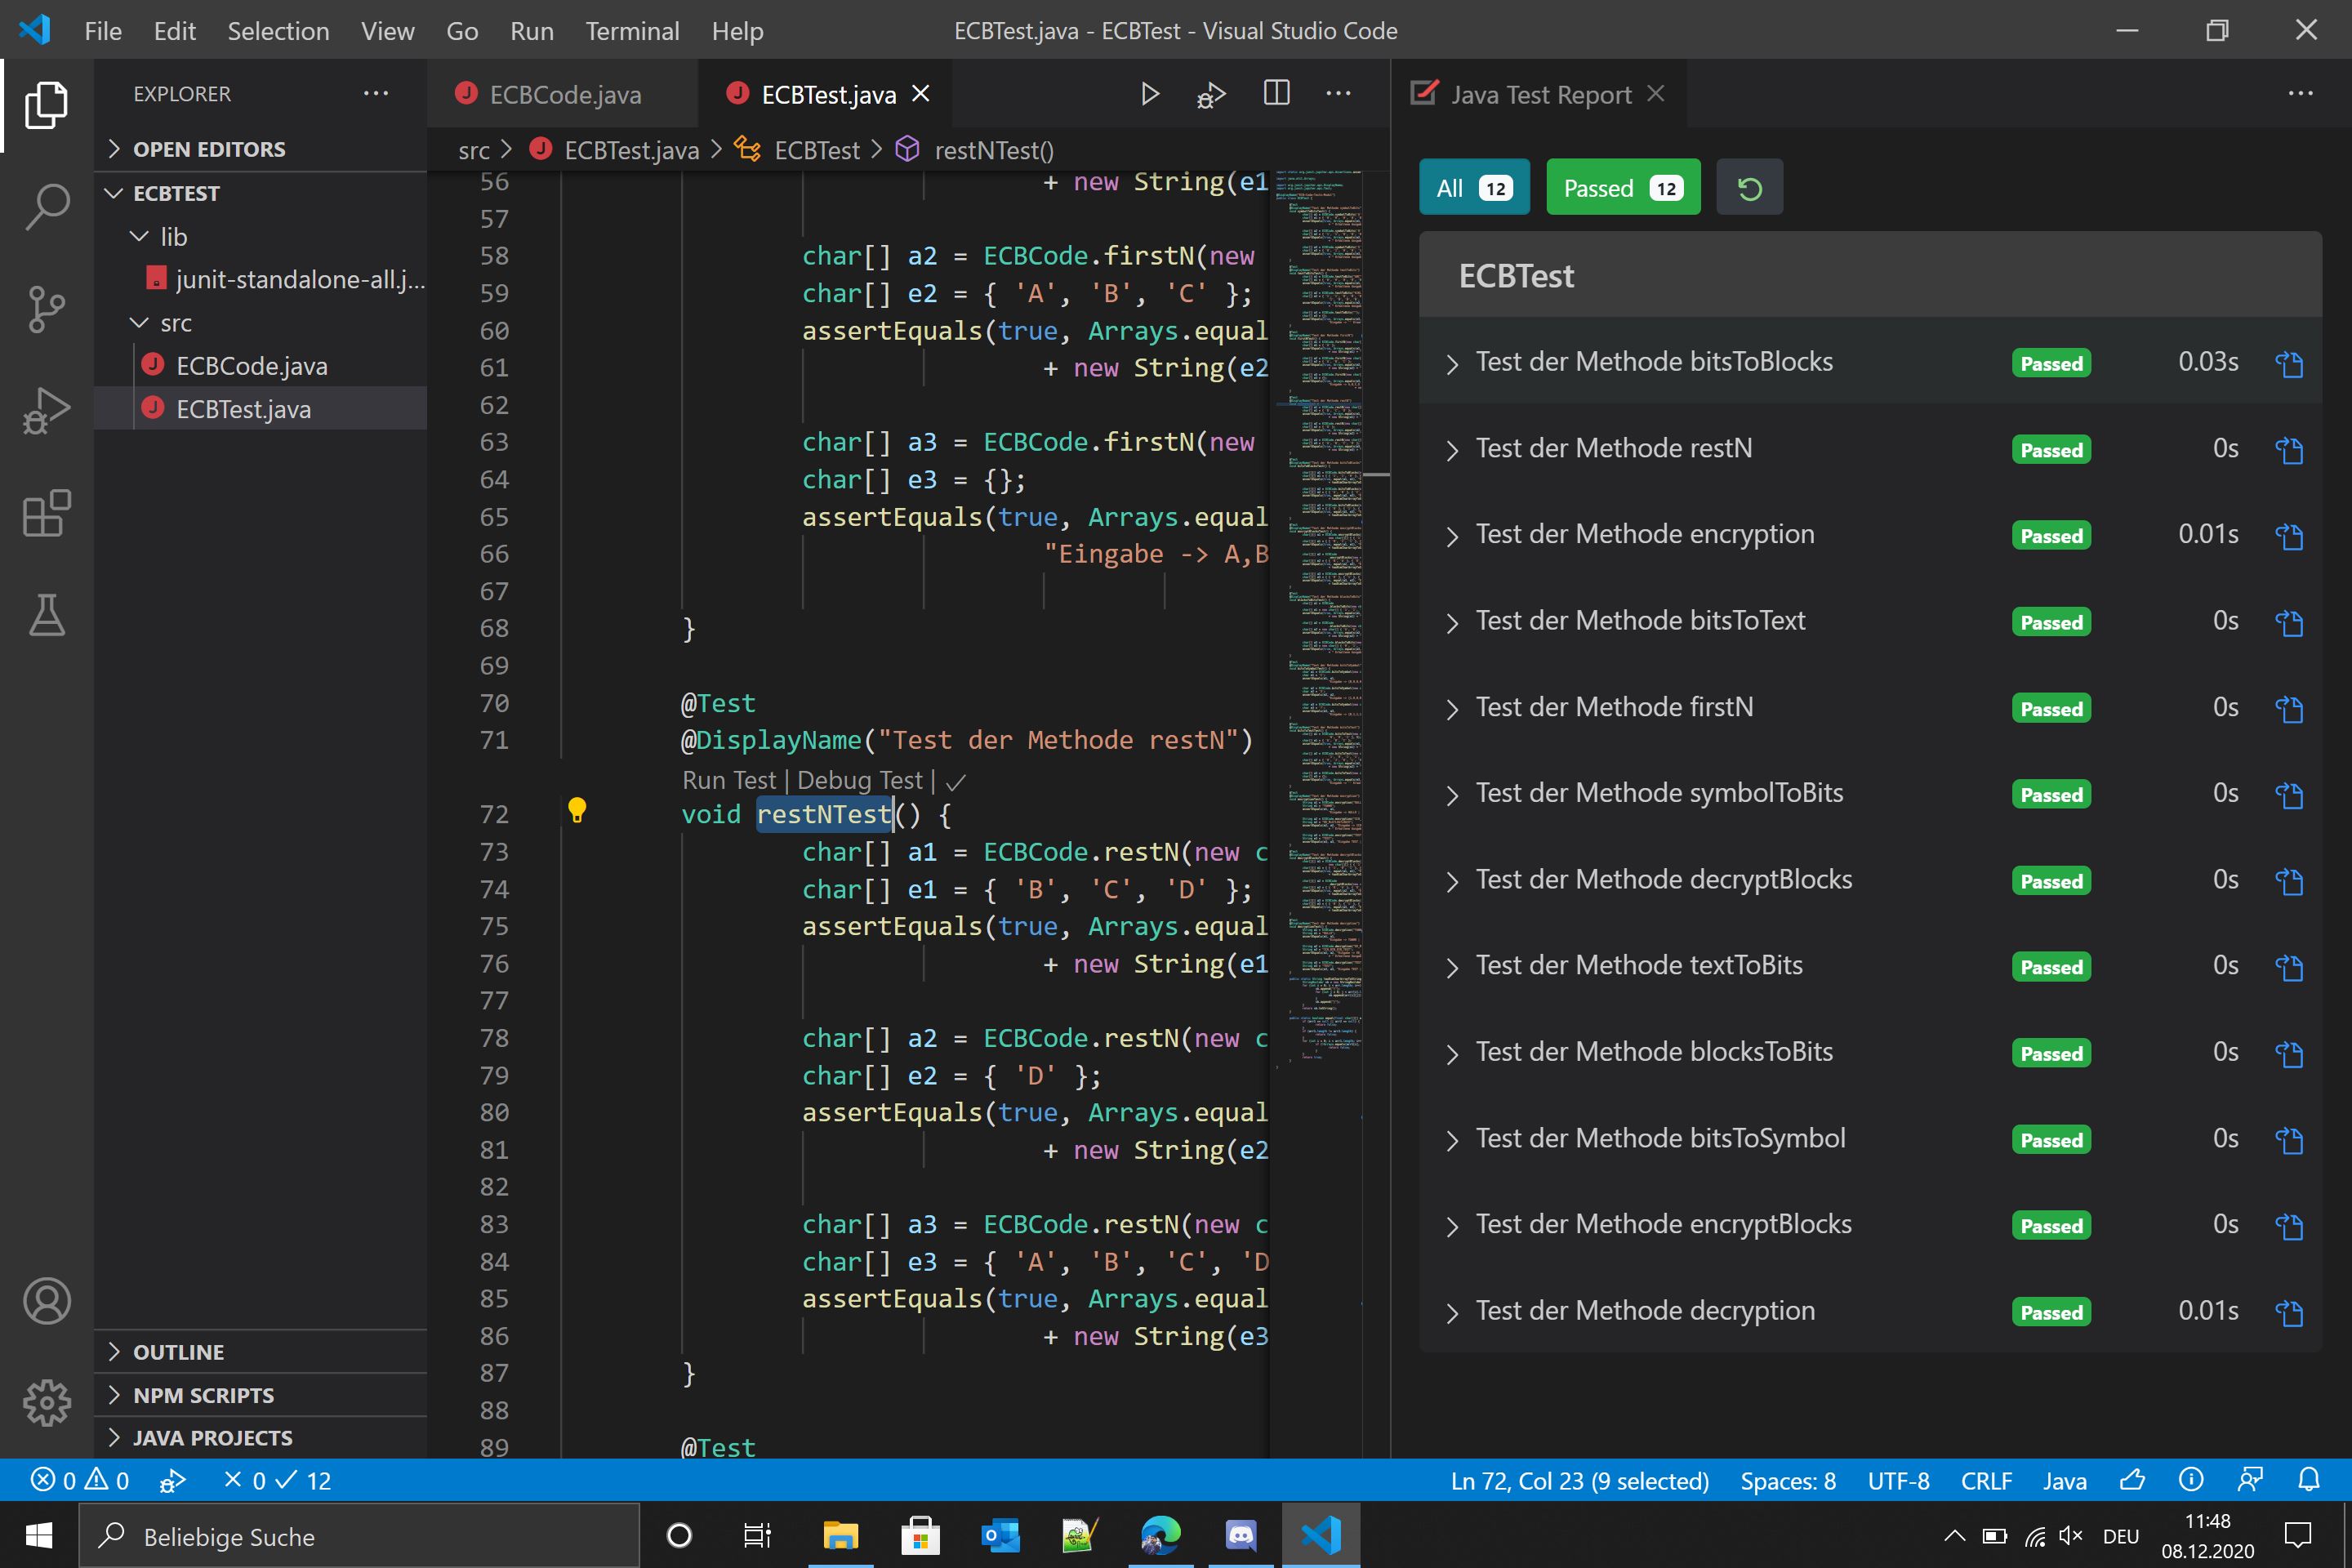 File Edit Selection View Go Run Terminal Help ECBTest.java - ECBTest - Visual Studio Code
EXPLORER
OPEN EDITORS
ECBTEST
lib
junit-standalone-all.j...
src
ECBCode.java
ECBTest.java
OUTLINE
NPM SCRIPTS
JAVA PROJECTS
ECBCode.java ECBTest.java
src > ECBTest.java > ECBTest > restNTest()
56 + new String(e1
57
58 char[] a2 = ECBCode.firstN(new
59 char[] e2 = { 'A', 'B', 'C' };
60 assertEquals(true, Arrays.equal
61 + new String(e2
62
63 char[] a3 = ECBCode.firstN(new
64 char[] e3 = {};
65 assertEquals(true, Arrays.equal
66 "Eingabe -> A,B
67
68 }
69
70 @Test
71 @DisplayName("Test der Methode restN")
Run Test | Debug Test | ✓
72 void restNTest() {
73 char[] a1 = ECBCode.restN(new c
74 char[] e1 = { 'B', 'C', 'D' };
75 assertEquals(true, Arrays.equal
76 + new String(e1
77
78 char[] a2 = ECBCode.restN(new c
79 char[] e2 = { 'D' };
80 assertEquals(true, Arrays.equal
81 + new String(e2
82
83 char[] a3 = ECBCode.restN(new c
84 char[] e3 = { 'A', 'B', 'C', 'D
85 assertEquals(true, Arrays.equal
86 + new String(e3
87 }
88
89 @Test
Java Test Report
All 12 Passed 12
ECBTest
Test der Methode bitsToBlocks Passed 0.03s
Test der Methode restN Passed 0s
Test der Methode encryption Passed 0.01s
Test der Methode bitsToText Passed 0s
Test der Methode firstN Passed 0s
Test der Methode symbolToBits Passed 0s
Test der Methode decryptBlocks Passed 0s
Test der Methode textToBits Passed 0s
Test der Methode blocksToBits Passed 0s
Test der Methode bitsToSymbol Passed 0s
Test der Methode encryptBlocks Passed 0s
Test der Methode decryption Passed 0.01s
0 0 0 12 Ln 72, Col 23 (9 selected) Spaces: 8 UTF-8 CRLF Java
Beliebige Suche DEU 11:48
08.12.2020